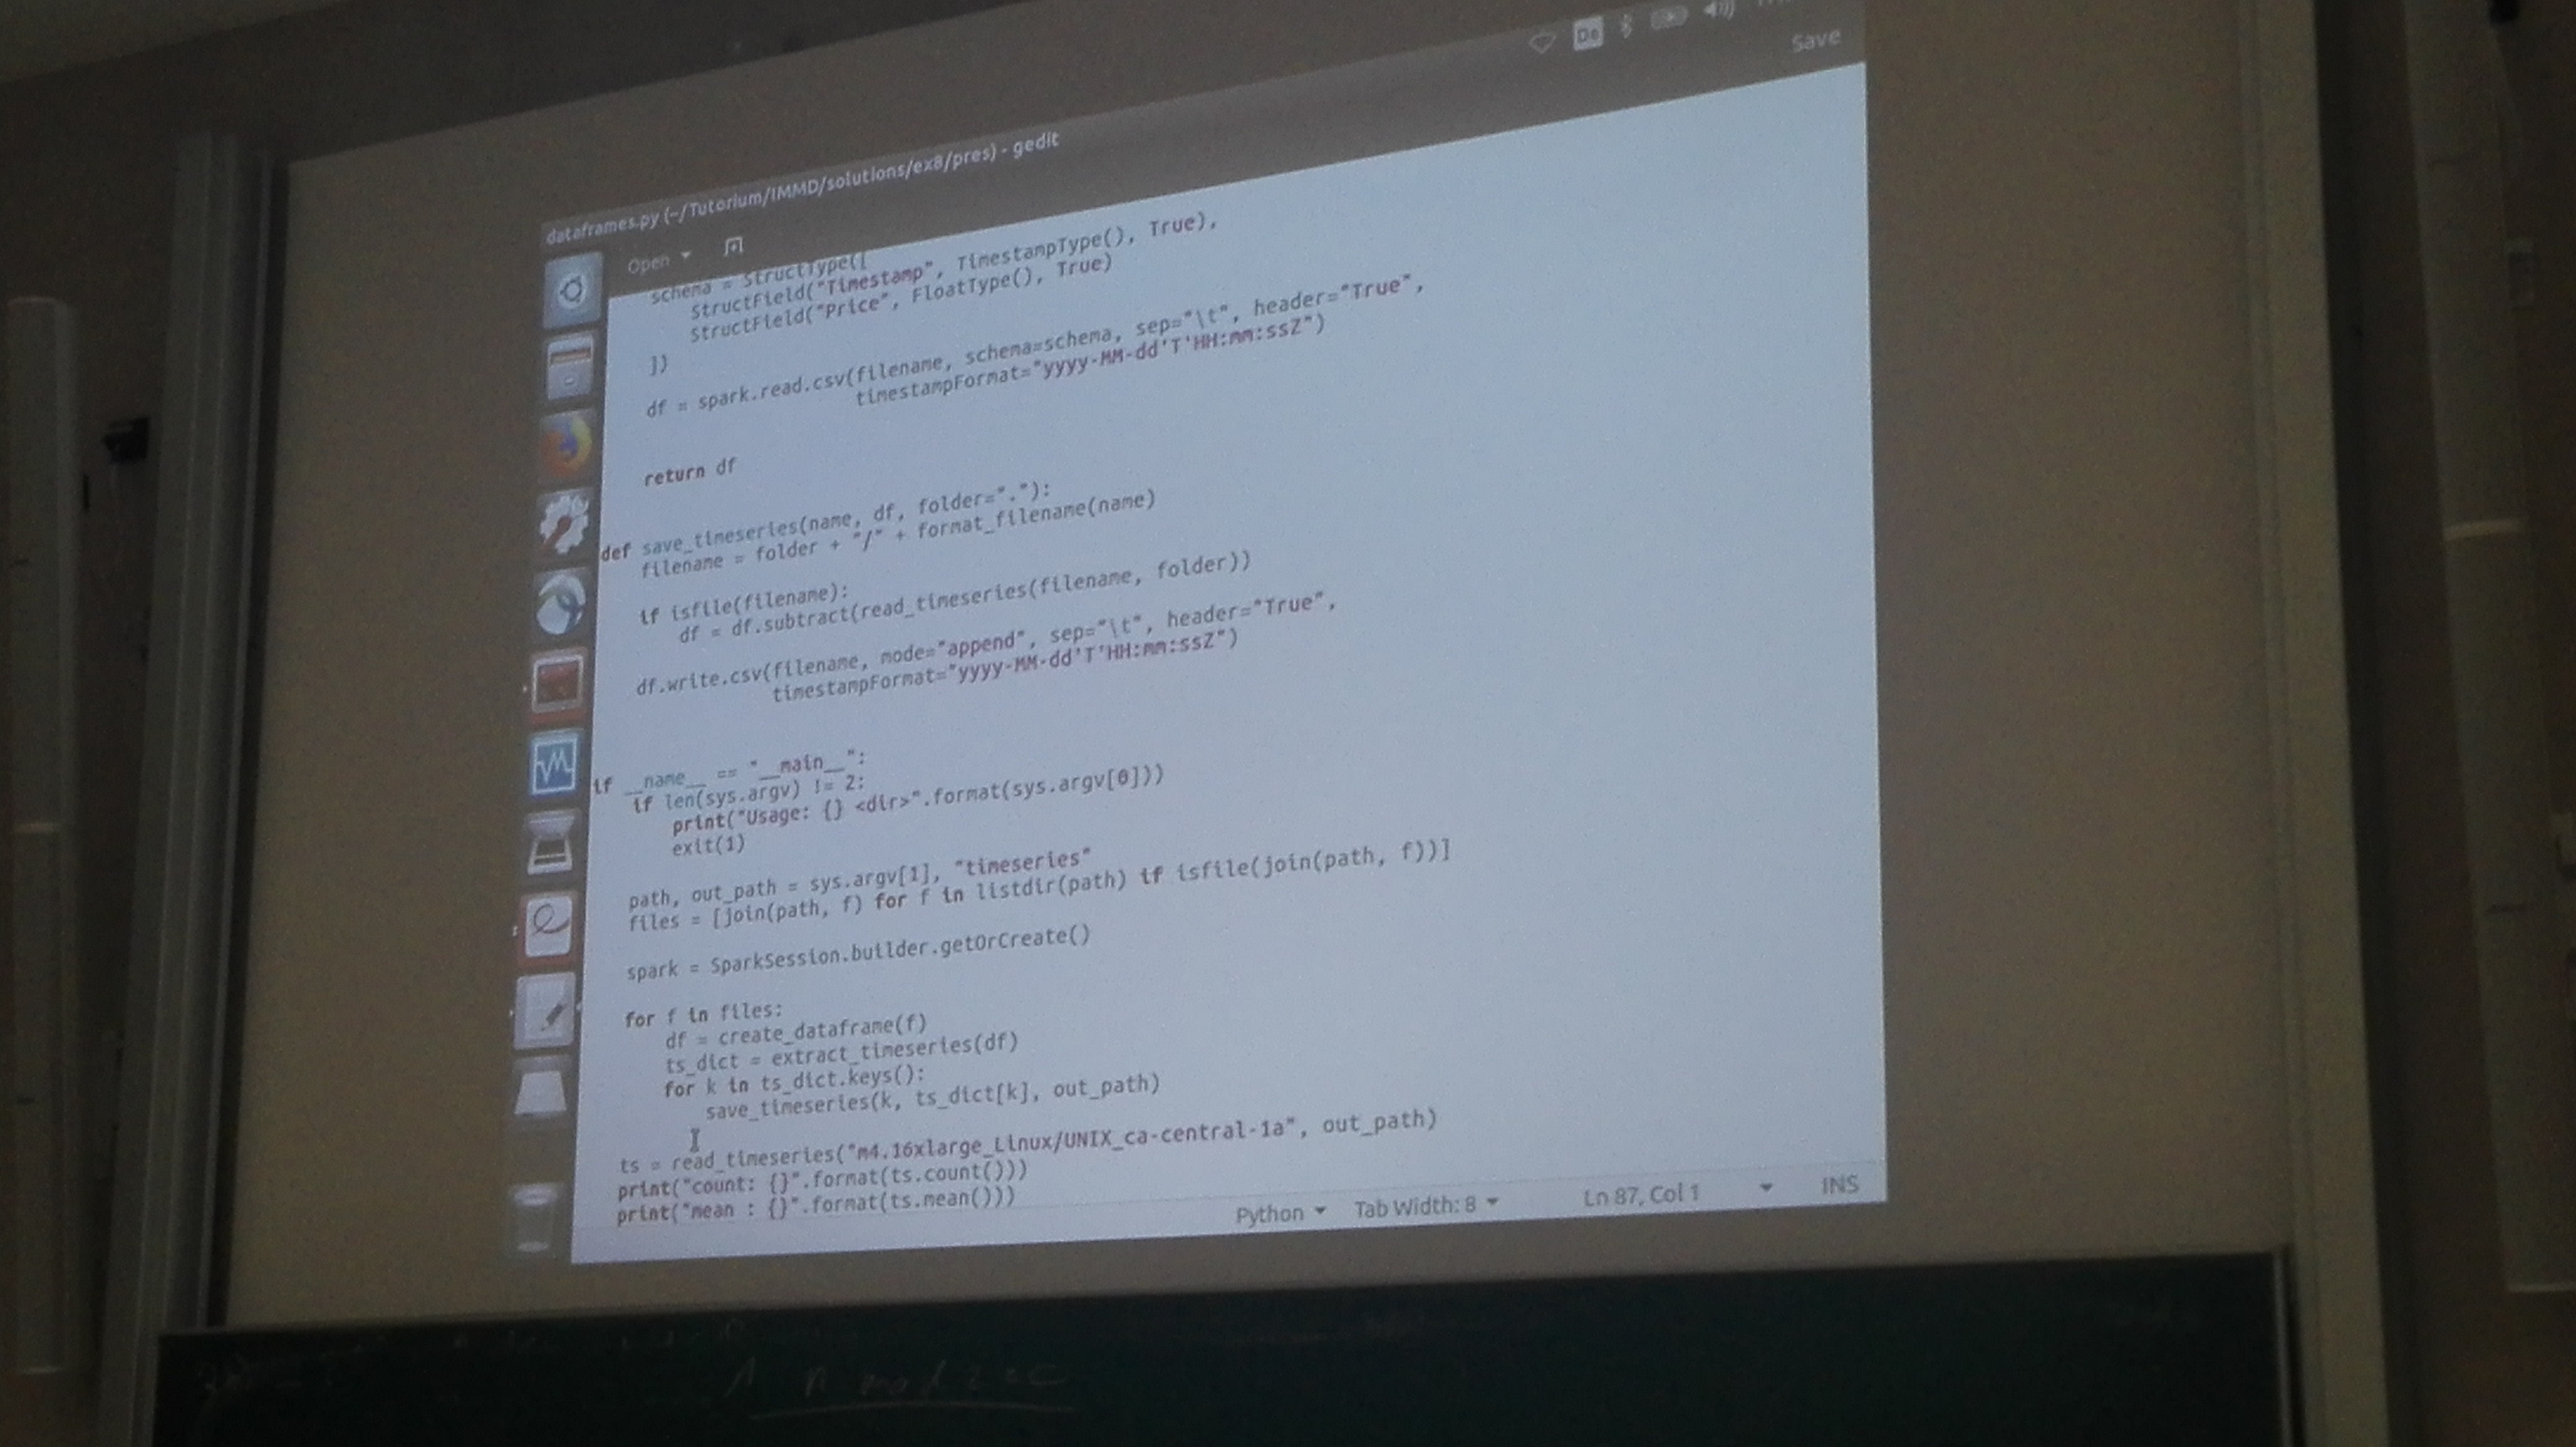 dataframes.py (~/Tutorium/IMMD/solutions/ex8/pres) - gedit
De
Open
Save
    schema = StructType([
        StructField("Timestamp", TimestampType(), True),
        StructField("Price", FloatType(), True)
    ])
    df = spark.read.csv(filename, schema=schema, sep="\t", header="True",
                        timestampFormat="yyyy-MM-dd'T'HH:mm:ssZ")
    return df
def save_timeseries(name, df, folder="."):
    filename = folder + "/" + format_filename(name)
    if isfile(filename):
        df = df.subtract(read_timeseries(filename, folder))
    df.write.csv(filename, mode="append", sep="\t", header="True",
                 timestampFormat="yyyy-MM-dd'T'HH:mm:ssZ")
if __name__ == "__main__":
    if len(sys.argv) != 2:
        print("Usage: {} <dir>".format(sys.argv[0]))
        exit(1)
    path, out_path = sys.argv[1], "timeseries"
    files = [join(path, f) for f in listdir(path) if isfile(join(path, f))]
    spark = SparkSession.builder.getOrCreate()
    for f in files:
        df = create_dataframe(f)
        ts_dict = extract_timeseries(df)
        for k in ts_dict.keys():
            save_timeseries(k, ts_dict[k], out_path)
    ts = read_timeseries("m4.16xlarge_Linux/UNIX_ca-central-1a", out_path)
    print("count: {}".format(ts.count()))
    print("mean : {}".format(ts.mean()))
Python
Tab Width: 8
Ln 87, Col 1
INS